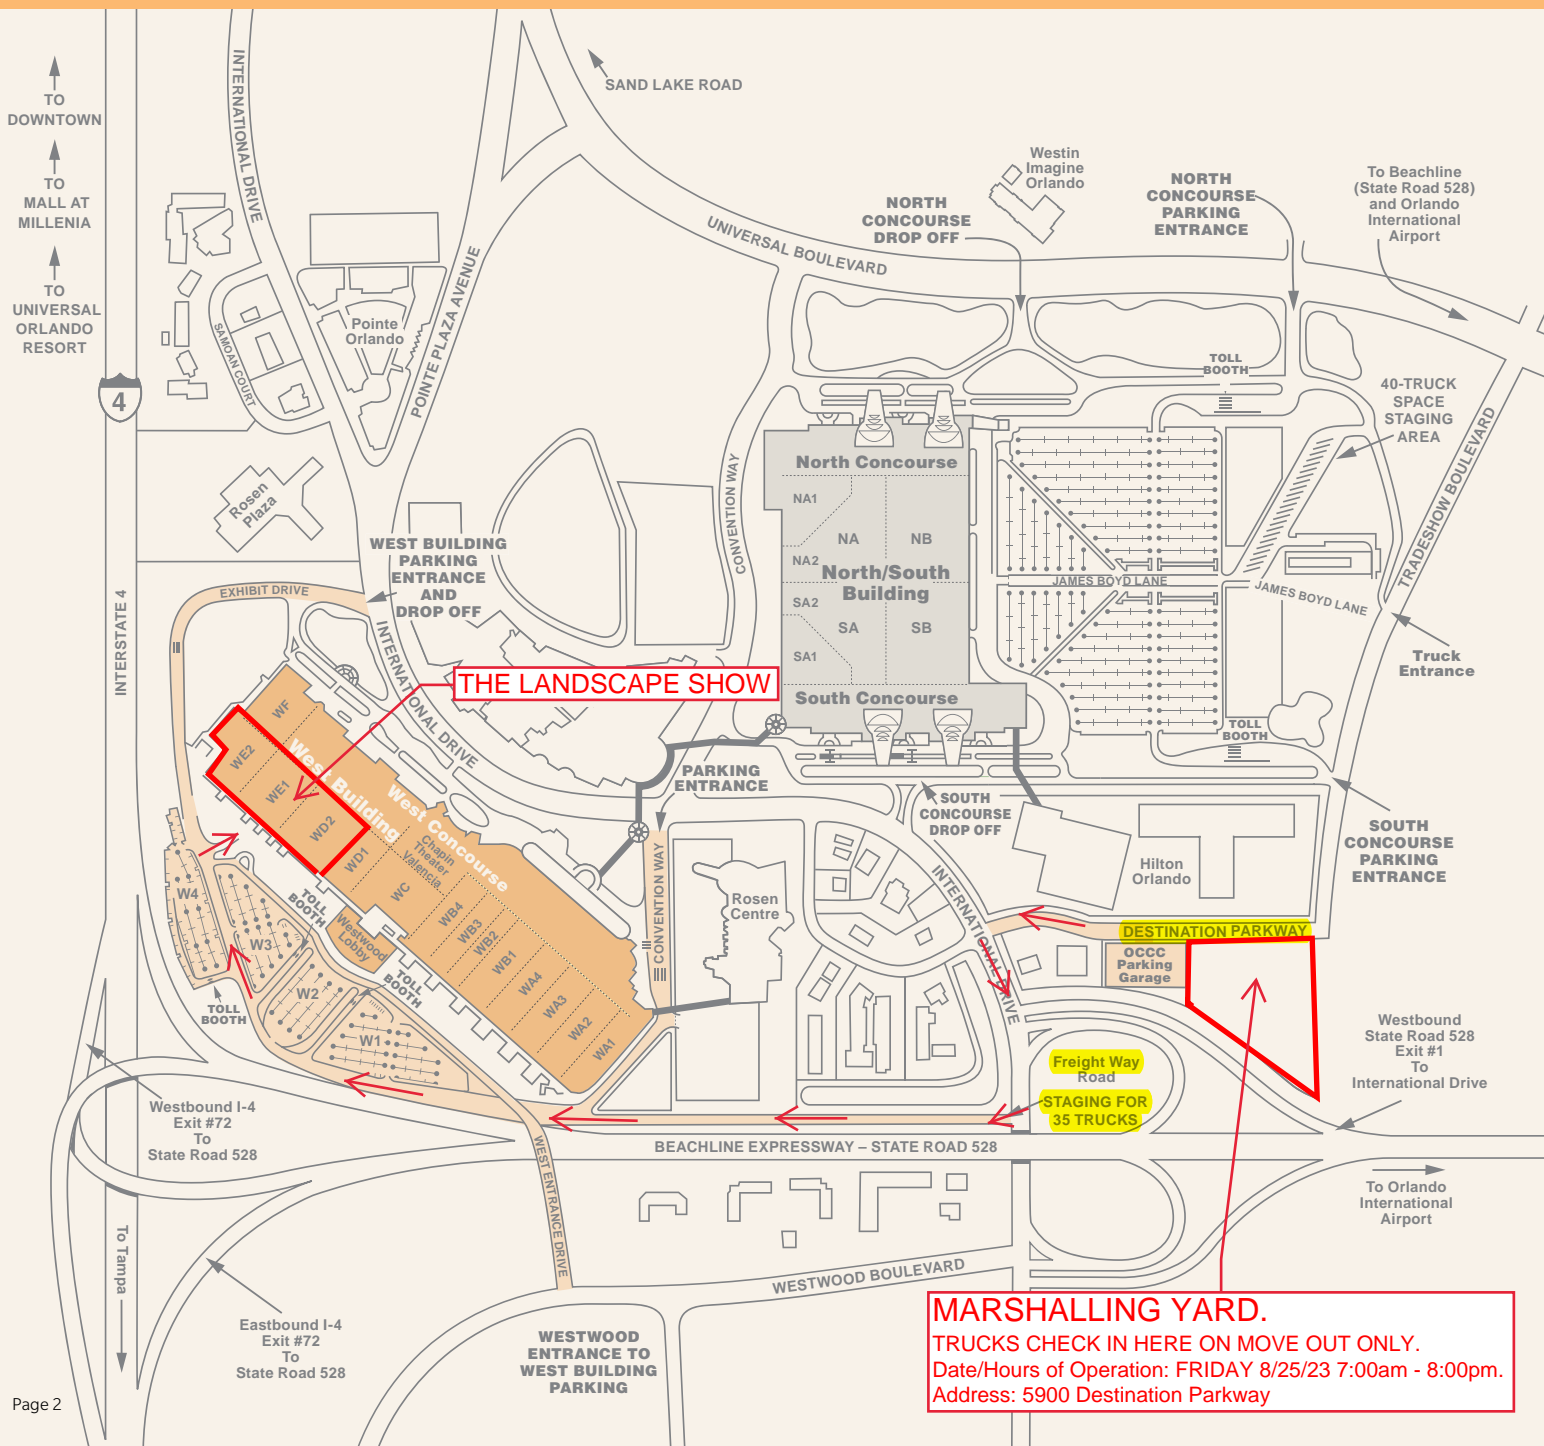 TO
DOWNTOWN
TO
MALL AT
MILLENIA
TO
UNIVERSAL
ORLANDO
RESORT
4
INTERSTATE 4
INTERNATIONAL DRIVE
SAND LAKE ROAD
Westin
Imagine
Orlando
NORTH
CONCOURSE
DROP OFF
NORTH
CONCOURSE
PARKING
ENTRANCE
To Beachline
(State Road 528)
and Orlando
International
Airport
UNIVERSAL BOULEVARD
POINTE PLAZA AVENUE
Pointe
Orlando
SAMOAN COURT
TOLL
BOOTH
40-TRUCK
SPACE
STAGING
AREA
TRADESHOW BOULEVARD
Rosen
Plaza
CONVENTION WAY
North Concourse
NA1
NA
NB
NA2
North/South
Building
SA2
SA
SB
SA1
South Concourse
JAMES BOYD LANE
JAMES BOYD LANE
WEST BUILDING
PARKING
ENTRANCE
AND
DROP OFF
EXHIBIT DRIVE
INTERNATIONAL DRIVE
Truck
Entrance
THE LANDSCAPE SHOW
TOLL
BOOTH
WF
WE2
WE1
WD2
WD1
WC
WB4
WB3
WB2
WB1
WA4
WA3
WA2
WA1
West Building
West Concourse
Chapin
Theater
Valencia
Westwood
Lobby
PARKING
ENTRANCE
SOUTH
CONCOURSE
DROP OFF
SOUTH
CONCOURSE
PARKING
ENTRANCE
Hilton
Orlando
CONVENTION WAY
Rosen
Centre
INTERNATIONAL DRIVE
DESTINATION PARKWAY
OCCC
Parking
Garage
W4
W3
W2
W1
TOLL
BOOTH
TOLL
BOOTH
TOLL
BOOTH
Freight Way
Road
STAGING FOR
35 TRUCKS
Westbound
State Road 528
Exit #1
To
International Drive
Westbound I-4
Exit #72
To
State Road 528
BEACHLINE EXPRESSWAY – STATE ROAD 528
WEST ENTRANCE DRIVE
To Orlando
International
Airport
To Tampa
WESTWOOD BOULEVARD
Eastbound I-4
Exit #72
To
State Road 528
WESTWOOD
ENTRANCE TO
WEST BUILDING
PARKING
MARSHALLING YARD.
TRUCKS CHECK IN HERE ON MOVE OUT ONLY.
Date/Hours of Operation: FRIDAY 8/25/23 7:00am - 8:00pm.
Address: 5900 Destination Parkway
Page 2